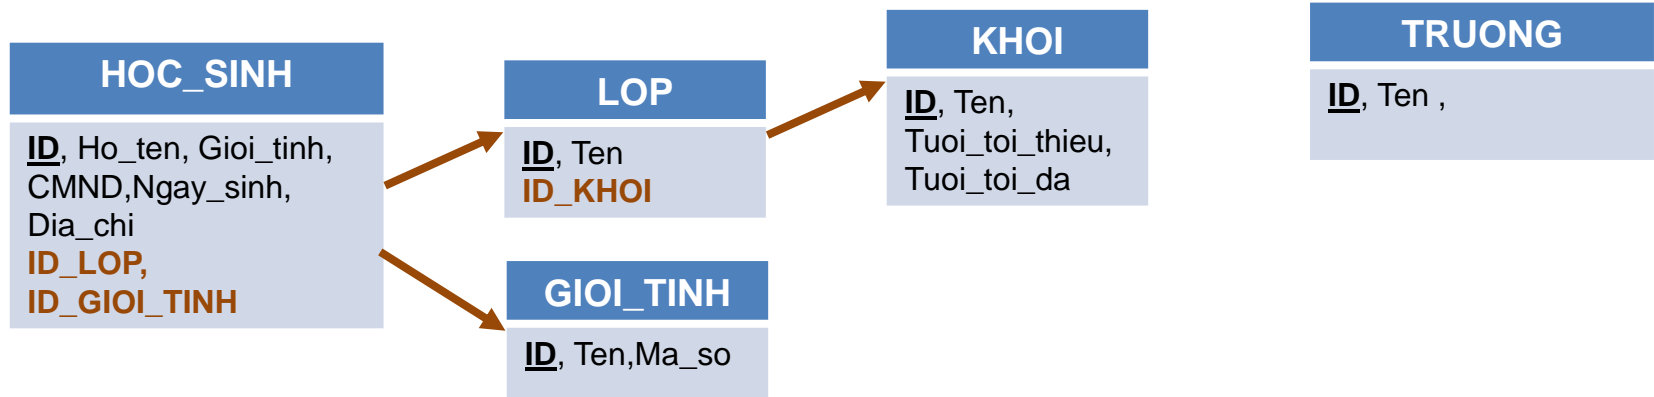 HOC_SINH
ID, Ho_ten, Gioi_tinh,
CMND,Ngay_sinh,
Dia_chi
ID_LOP,
ID_GIOI_TINH
LOP
ID, Ten
ID_KHOI
GIOI_TINH
ID, Ten,Ma_so
KHOI
ID, Ten,
Tuoi_toi_thieu,
Tuoi_toi_da
TRUONG
ID, Ten ,